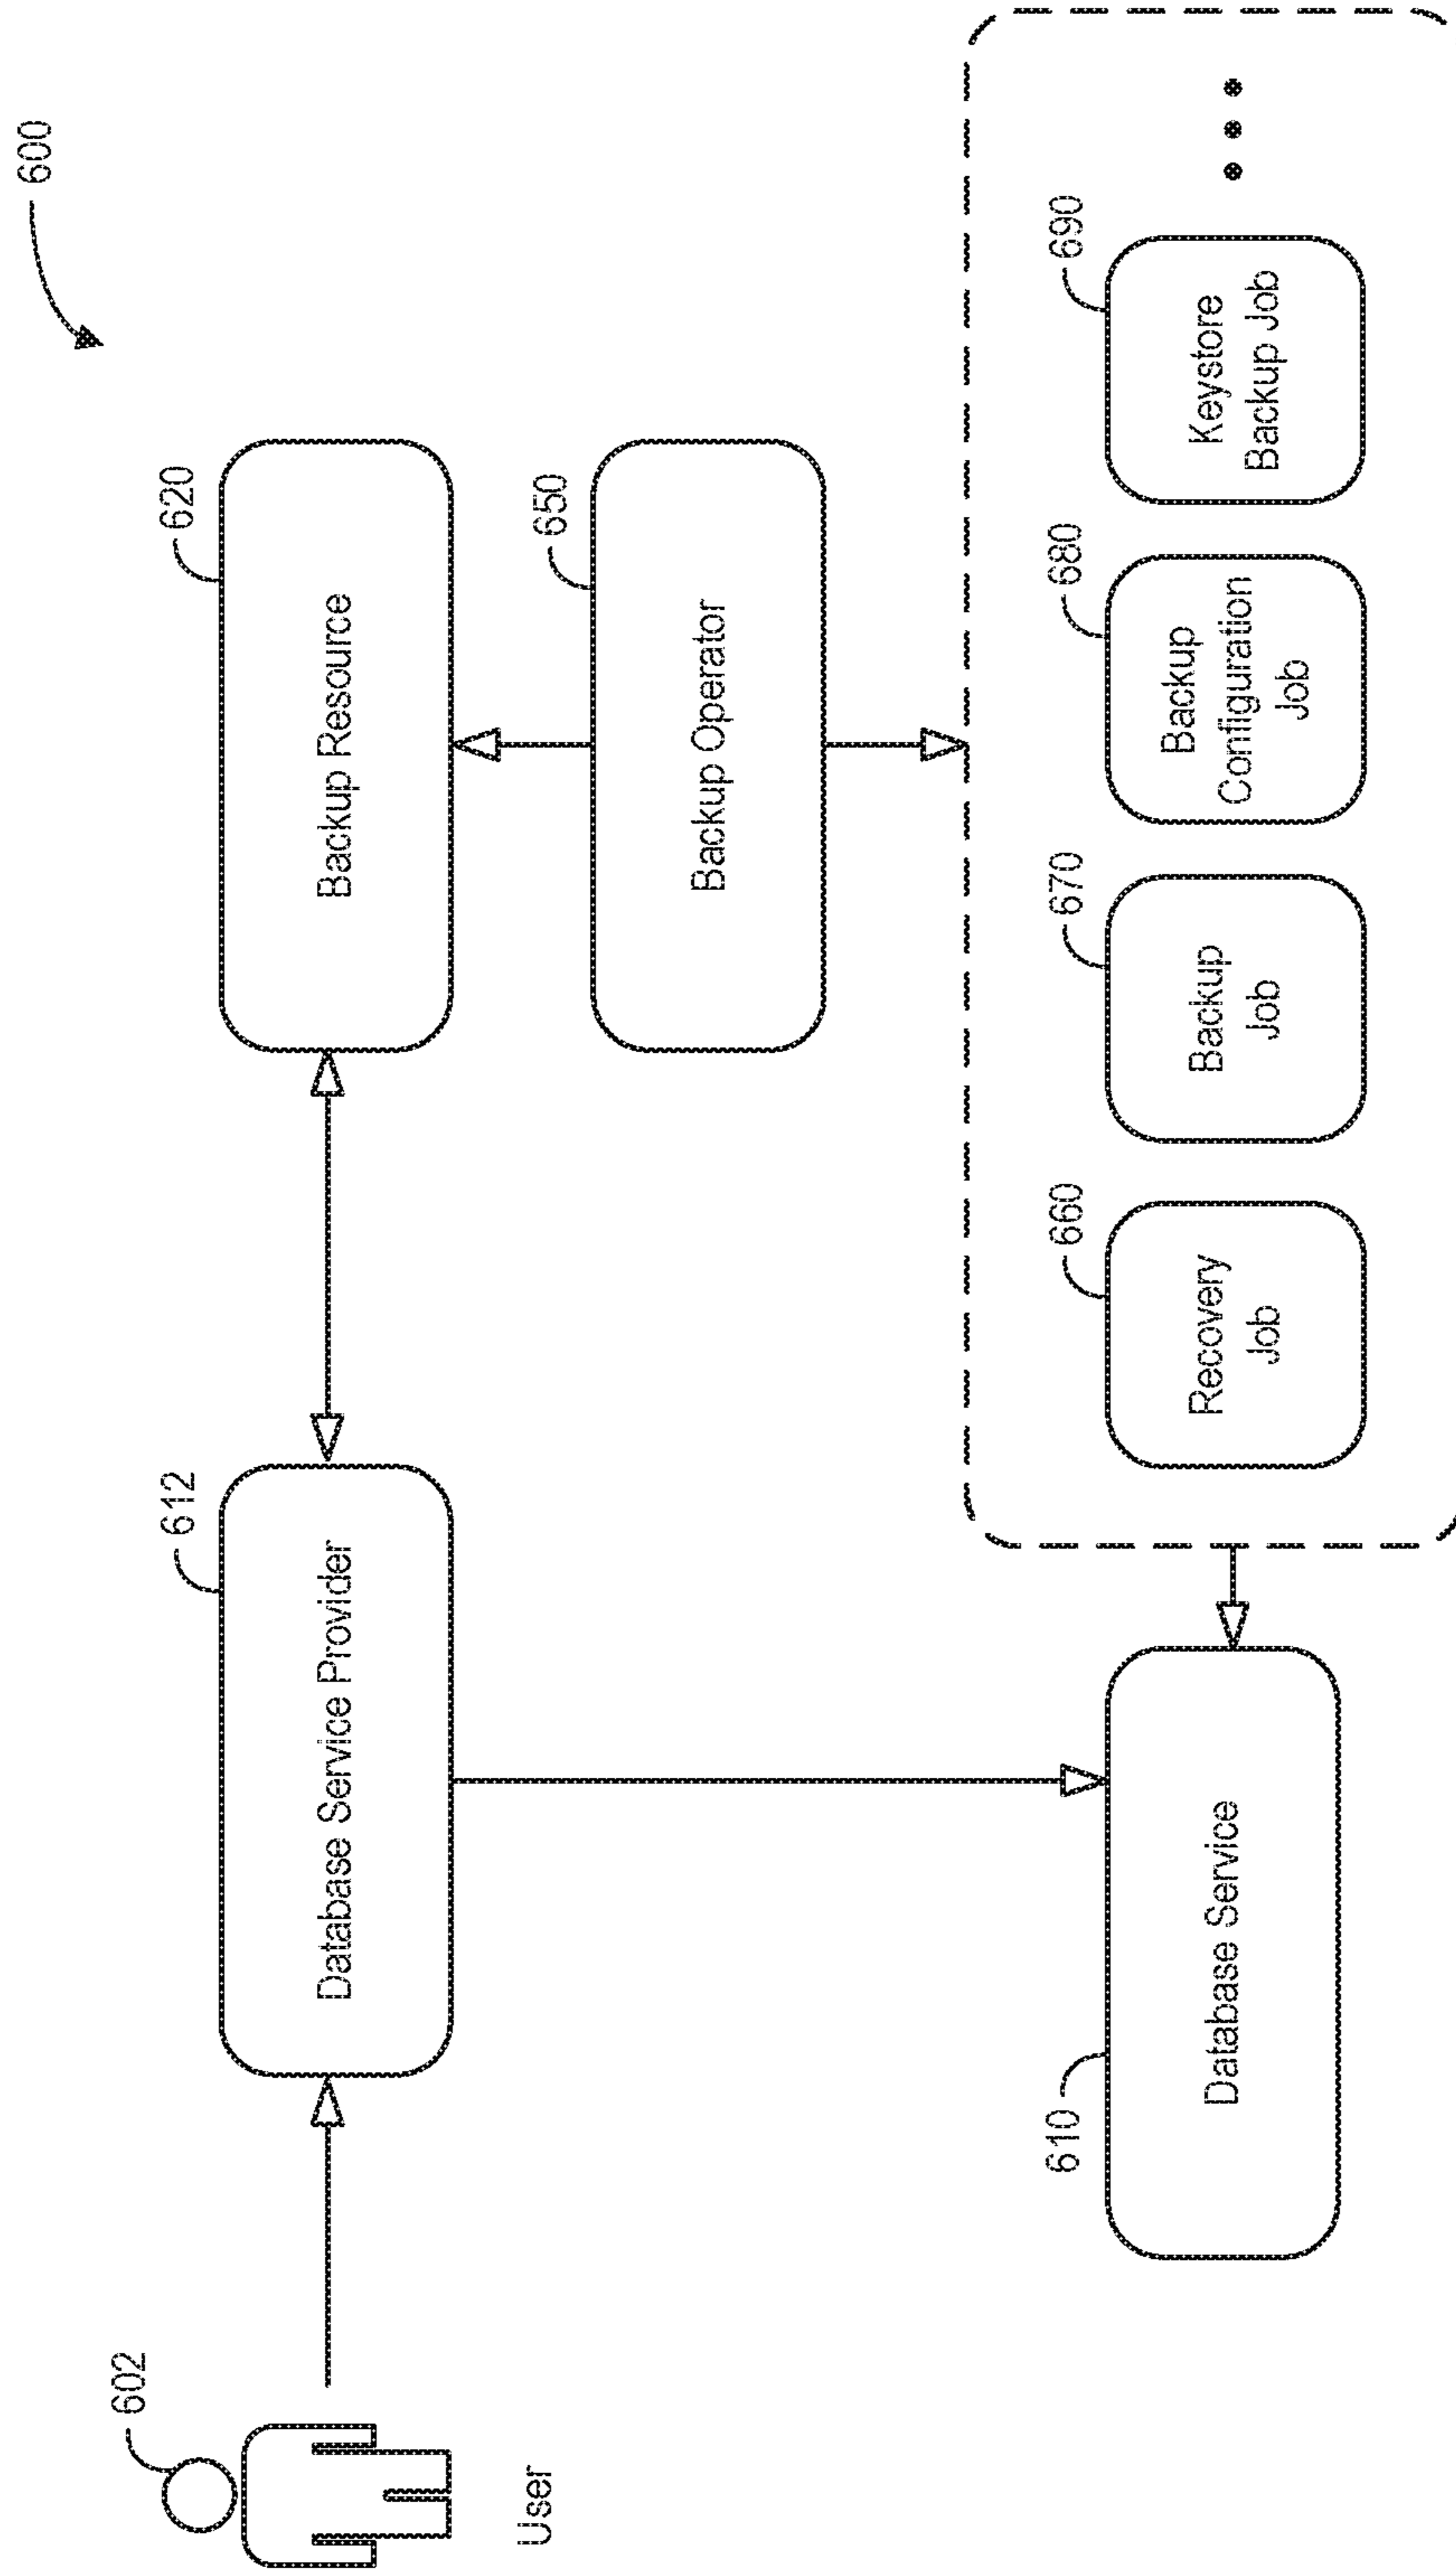 600
602
User
612
Database Service Provider
620
Backup Resource
650
Backup Operator
610
Database Service
660
Recovery
Job
670
Backup
Job
680
Backup
Configuration
Job
690
Keystore
Backup Job